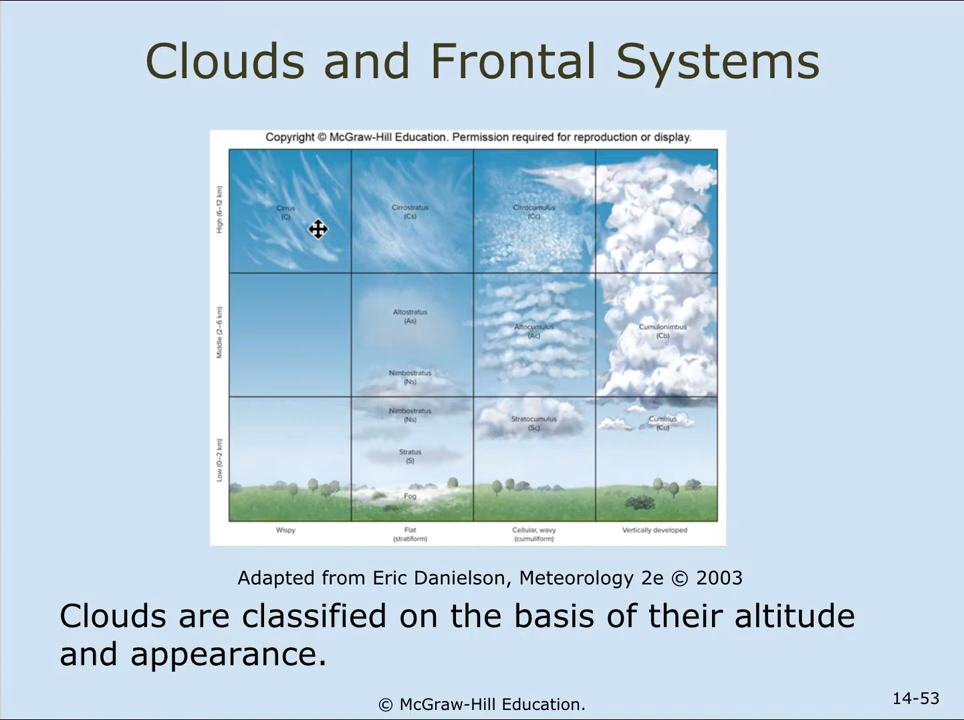 Clouds and Frontal Systems
Copyright © McGraw-Hill Education. Permission required for reproduction or display.
High (6–12 km)
Cirrus
(C)
Cirrostratus
(Cs)
Cirrocumulus
(Cc)
Middle (2–6 km)
Altostratus
(As)
Altocumulus
(Ac)
Cumulonimbus
(Cb)
Nimbostratus
(Ns)
Low (0–2 km)
Nimbostratus
(Ns)
Stratocumulus
(Sc)
Cumulus
(Cu)
Stratus
(S)
Fog
Wispy
Flat
(stratiform)
Cellular, wavy
(cumuliform)
Vertically developed
Adapted from Eric Danielson, Meteorology 2e © 2003
Clouds are classified on the basis of their altitude
and appearance.
© McGraw-Hill Education.
14-53